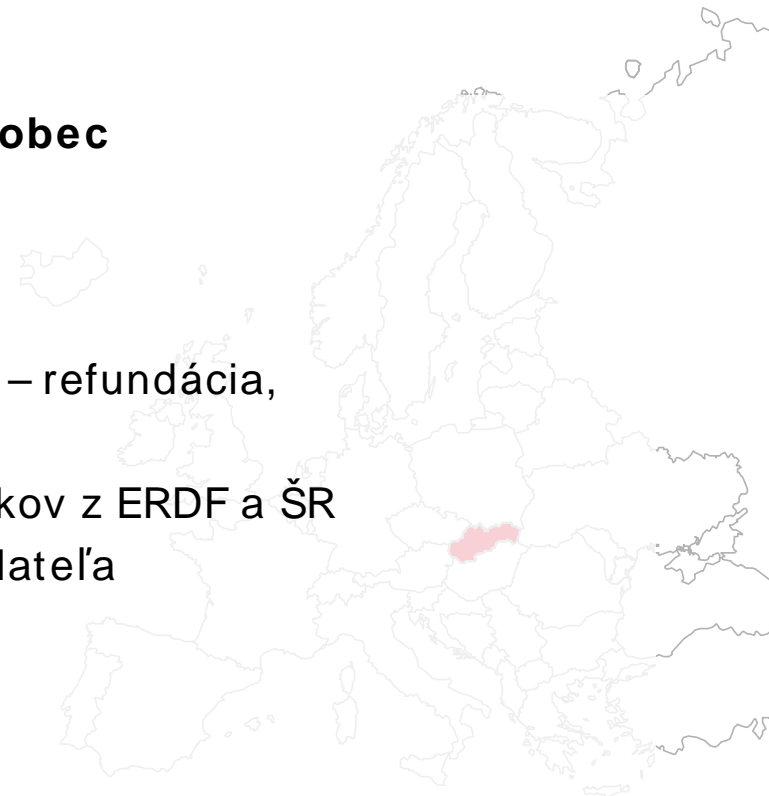 obec
– refundácia,
kov z ERDF a ŠR
lateľa